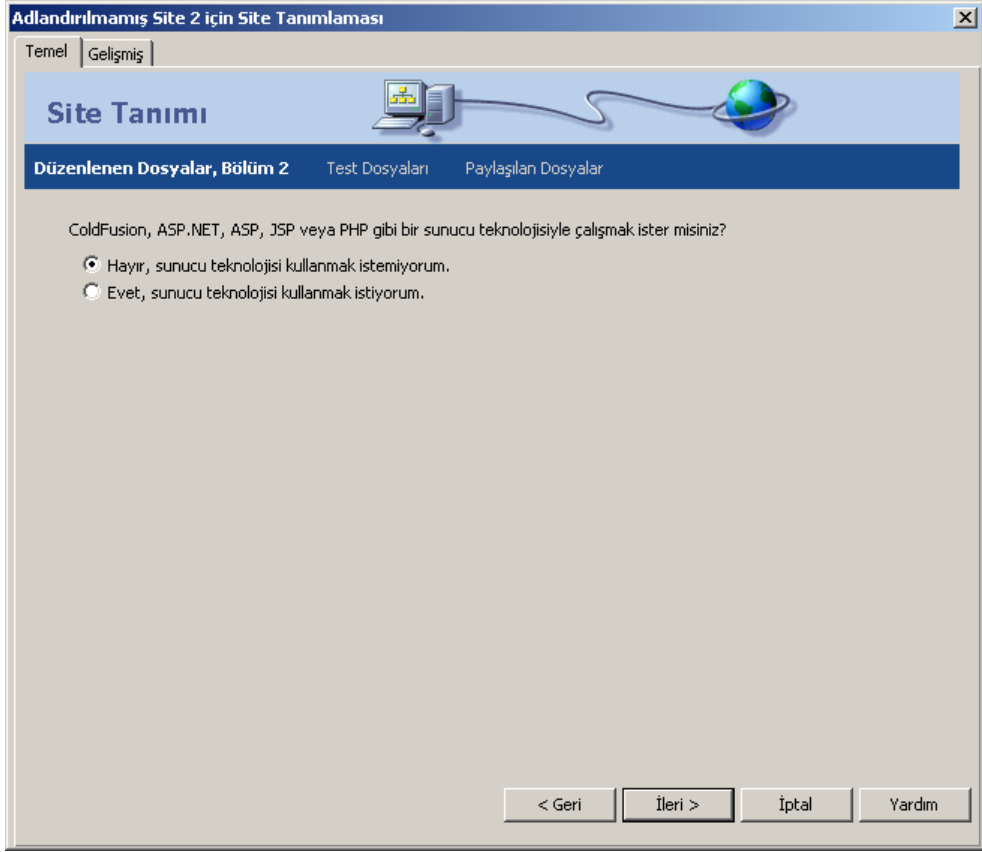 Adlandırılmamış Site 2 için Site Tanımlaması
Temel Gelişmiş
Site Tanımı
Düzenlenen Dosyalar, Bölüm 2 Test Dosyaları Paylaşılan Dosyalar
ColdFusion, ASP.NET, ASP, JSP veya PHP gibi bir sunucu teknolojisiyle çalışmak ister misiniz?
Hayır, sunucu teknolojisi kullanmak istemiyorum.
Evet, sunucu teknolojisi kullanmak istiyorum.
< Geri İleri > İptal Yardım